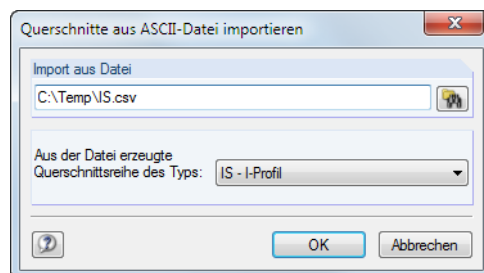 Querschnitte aus ASCII-Datei importieren
Import aus Datei
C:\Temp\IS.csv
Aus der Datei erzeugte
Querschnittsreihe des Typs:
IS - I-Profil
OK
Abbrechen